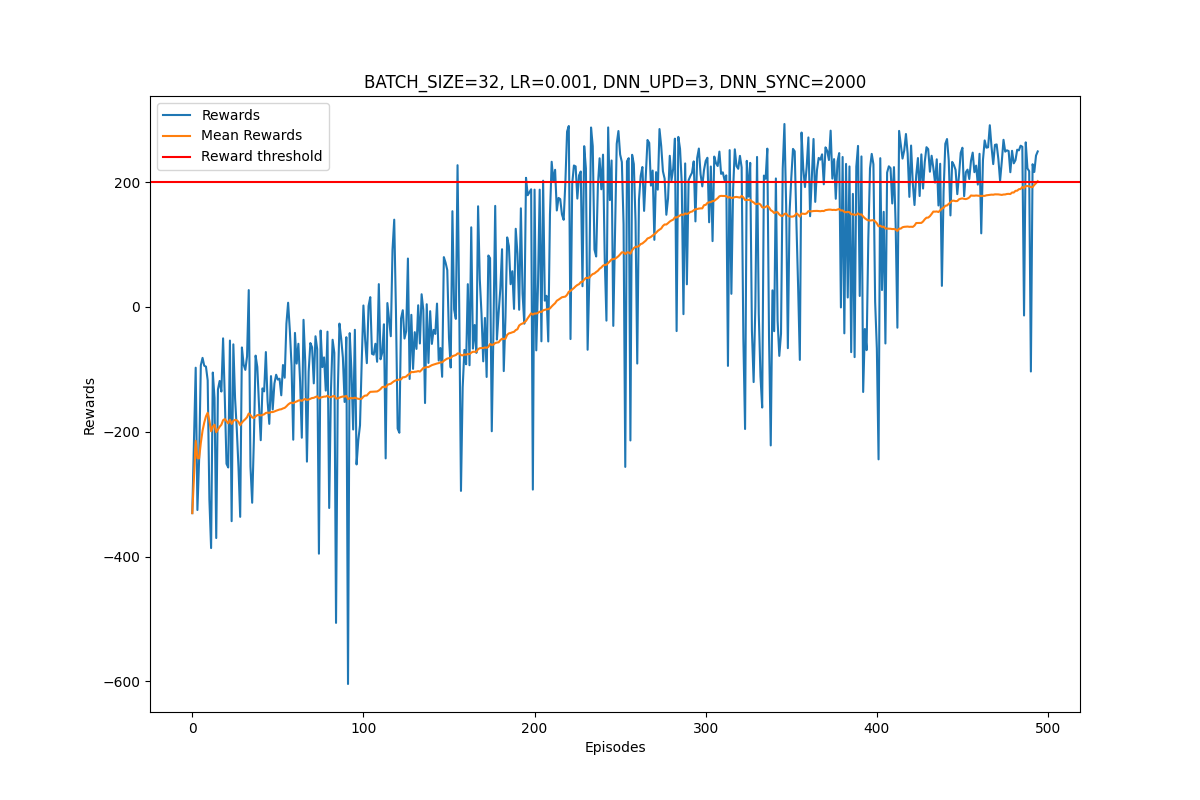 BATCH_SIZE=32, LR=0.001, DNN_UPD=3, DNN_SYNC=2000
Rewards
Mean Rewards
Reward threshold
200
0
−200
−400
−600
Rewards
0
100
200
300
400
500
Episodes